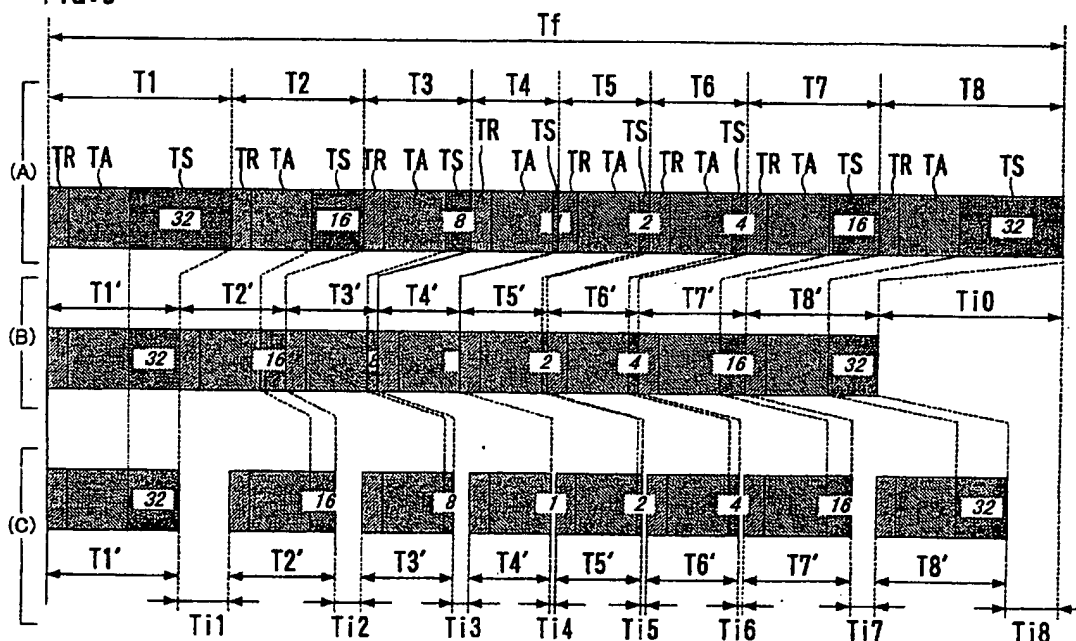 Tf
T1 T2 T3 T4 T5 T6 T7 T8
TR TS TS TS
(A) TR TA TS TR TA TS TR TA TS TA TR TA TR TA TR TA TS TR TA TS
32 16 8 1 2 4 16 32
T1' T2' T3' T4' T5' T6' T7' T8' Ti0
(B)
32 16 2 4 16 32
(C)
32 16 8 1 2 4 16 32
T1' T2' T3' T4' T5' T6' T7' T8'
Ti1 Ti2 Ti3 Ti4 Ti5 Ti6 Ti7 Ti8